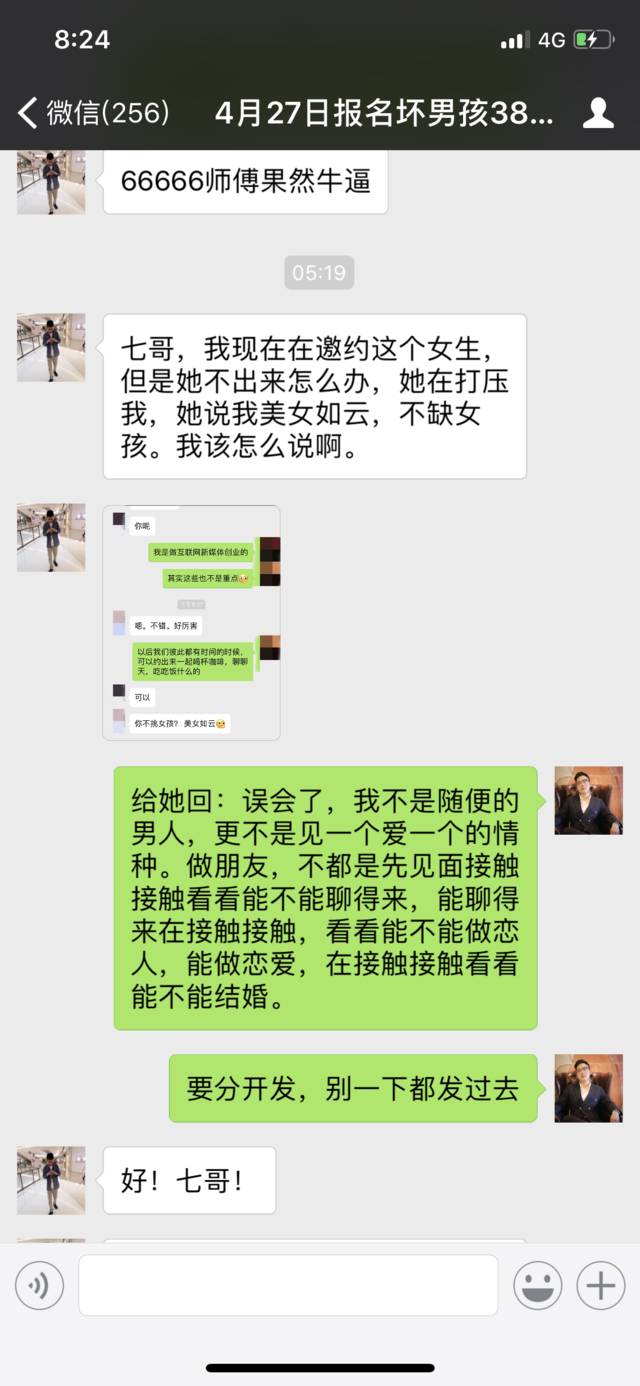 8:24
4G
微信(256)
4月27日报名坏男孩38...
66666师傅果然牛逼
05:19
七哥，我现在在邀约这个女生，
但是她不出来怎么办，她在打压
我，她说我美女如云，不缺女
孩。我该怎么说啊。
你呢
我是做互联网新媒体创业的
其实这些也不是重点
嗯。不错。好厉害
以后我们彼此都有时间的时候，
可以约出来一起喝杯咖啡，聊聊
天，吃吃饭什么的
可以
你不挑女孩？ 美女如云
给她回：误会了，我不是随便的
男人，更不是见一个爱一个的情
种。做朋友，不都是先见面接触
接触看看能不能聊得来，能聊得
来在接触接触，看看能不能做恋
人，能做恋爱，在接触接触看看
能不能结婚。
要分开发，别一下都发过去
好！七哥！